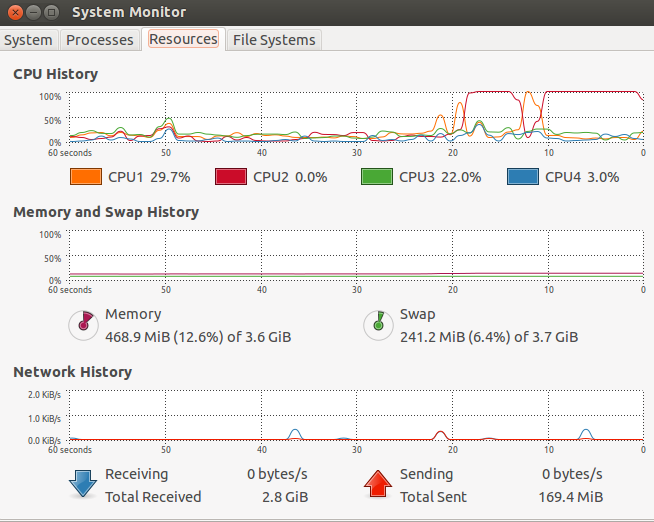 System Monitor
System Processes Resources File Systems
CPU History
100%
50%
0%
60 seconds 50 40 30 20 10 0
CPU1 29.7% CPU2 0.0% CPU3 22.0% CPU4 3.0%
Memory and Swap History
100%
50%
0%
60 seconds 50 40 30 20 10 0
Memory Swap
468.9 MiB (12.6%) of 3.6 GiB 241.2 MiB (6.4%) of 3.7 GiB
Network History
2.0 KiB/s
1.0 KiB/s
0.0 KiB/s
60 seconds 50 40 30 20 10 0
Receiving 0 bytes/s Sending 0 bytes/s
Total Received 2.8 GiB Total Sent 169.4 MiB